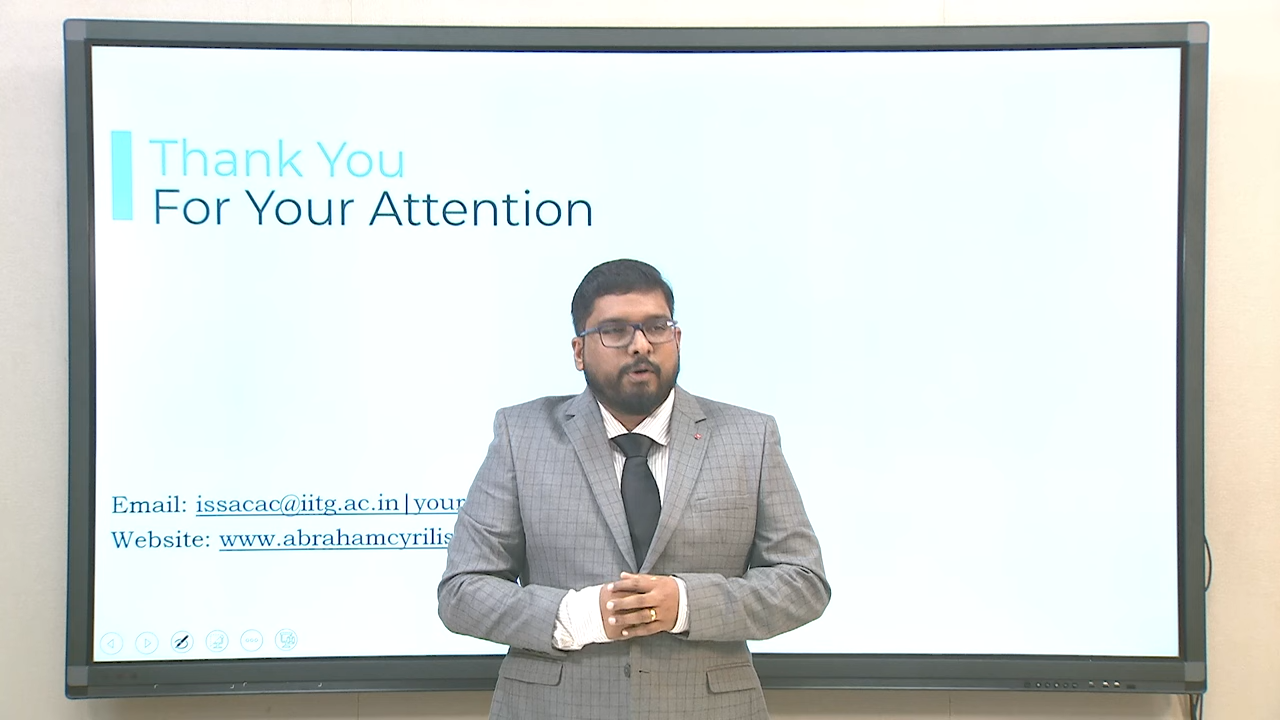 Thank You
For Your Attention
Email: issacac@iitg.ac.in|your
Website: www.abrahamcyrilis